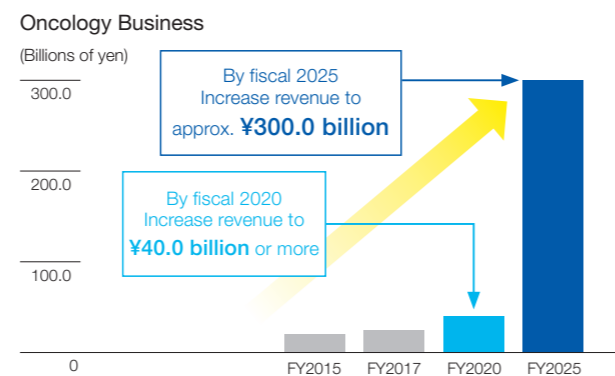 Oncology Business
(Billions of yen)
300.0
200.0
100.0
0
By fiscal 2025
Increase revenue to
approx. ¥300.0 billion
By fiscal 2020
Increase revenue to
¥40.0 billion or more
FY2015 FY2017 FY2020 FY2025